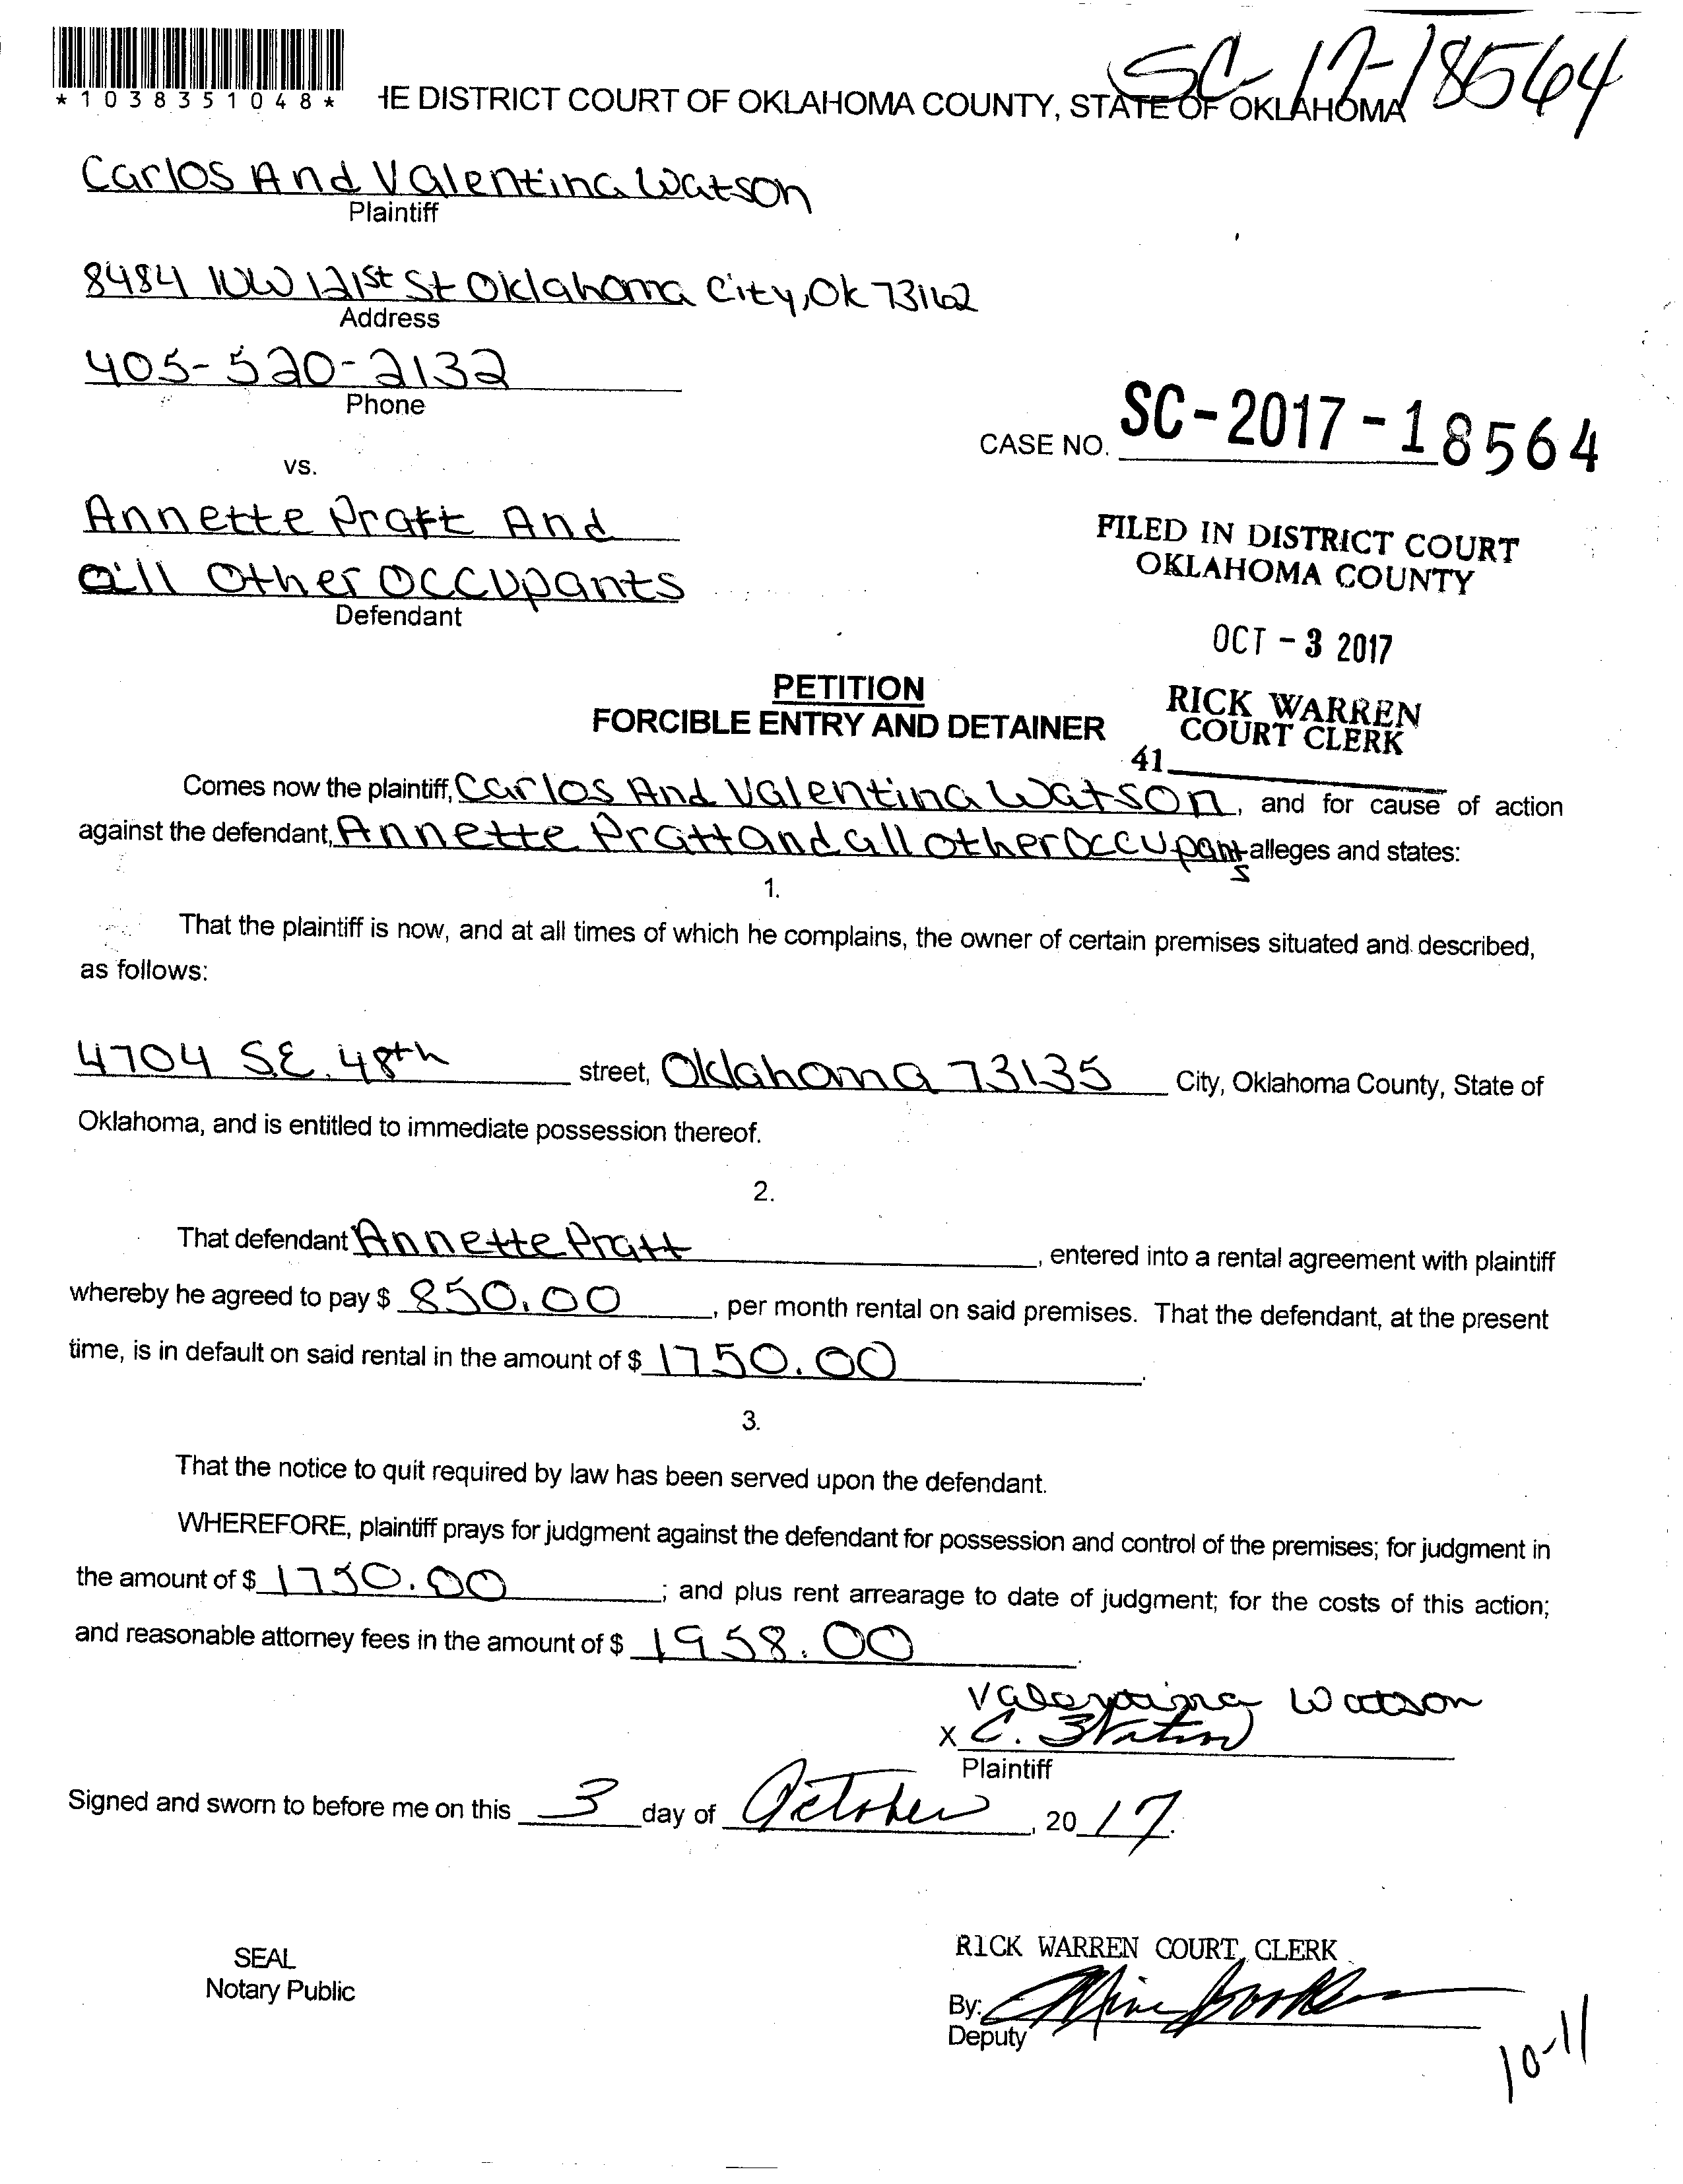 SC-17-18564
*1038351048*
HE DISTRICT COURT OF OKLAHOMA COUNTY, STATE OF OKLAHOMA
Carlos And Valentina Watson
Plaintiff
8484 NW 121st St Oklahoma City, Ok 73162
Address
405-520-2132
Phone
CASE NO. SC-2017-18564
vs.
Annette Pratt And
all Other Occupants
Defendant
FILED IN DISTRICT COURT
OKLAHOMA COUNTY
OCT - 3 2017
RICK WARREN
COURT CLERK
41
PETITION
FORCIBLE ENTRY AND DETAINER
Comes now the plaintiff, Carlos And Valentina Watson, and for cause of action
against the defendant, Annette Pratt and all other Occupants alleges and states:
1.
That the plaintiff is now, and at all times of which he complains, the owner of certain premises situated and described,
as follows:
4704 S.E. 48th street, Oklahoma 73135 City, Oklahoma County, State of
Oklahoma, and is entitled to immediate possession thereof.
2.
That defendant Annette Pratt, entered into a rental agreement with plaintiff
whereby he agreed to pay $ 850.00, per month rental on said premises. That the defendant, at the present
time, is in default on said rental in the amount of $ 1750.00.
3.
That the notice to quit required by law has been served upon the defendant.
WHEREFORE, plaintiff prays for judgment against the defendant for possession and control of the premises; for judgment in
the amount of $ 1750.00; and plus rent arrearage to date of judgment; for the costs of this action;
and reasonable attorney fees in the amount of $ 1958.00.
Valentina Watson
X C.
Plaintiff
Signed and sworn to before me on this 3 day of October, 2017.
SEAL
Notary Public
RICK WARREN COURT CLERK
By:
Deputy
10-11